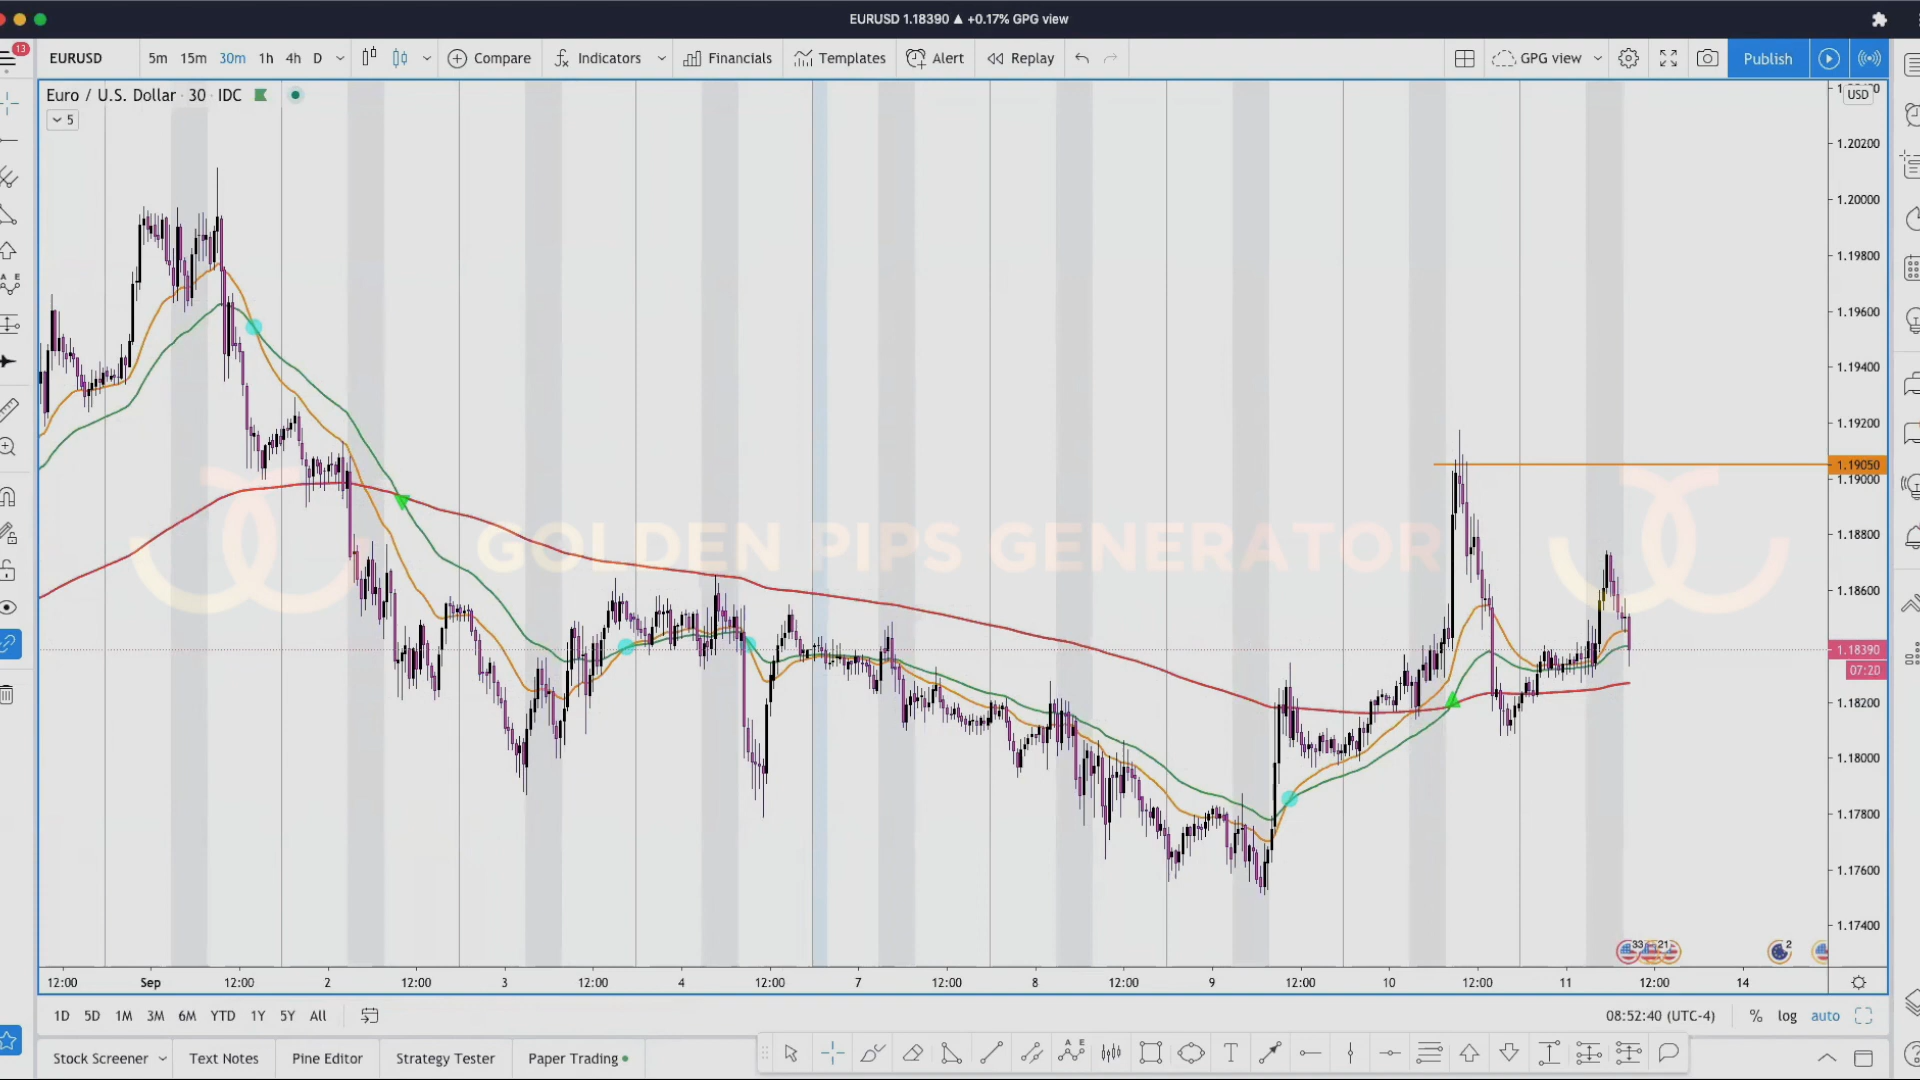 EURUSD 1.18390 ▲ +0.17% GPG view
13
EURUSD 5m 15m 30m 1h 4h D Compare Indicators Financials Templates Alert Replay GPG view Publish
Euro / U.S. Dollar · 30 · IDC
5
USD
1.20200
1.20000
1.19800
1.19600
1.19400
1.19200
1.19050
1.19000
1.18800
1.18600
1.18390
07:20
1.18200
1.18000
1.17800
1.17600
1.17400
GOLDEN PIPS GENERATOR
33 21 2
12:00 Sep 12:00 2 12:00 3 12:00 4 12:00 7 12:00 8 12:00 9 12:00 10 12:00 11 12:00 14
1D 5D 1M 3M 6M YTD 1Y 5Y All 08:52:40 (UTC-4) % log auto
Stock Screener Text Notes Pine Editor Strategy Tester Paper Trading